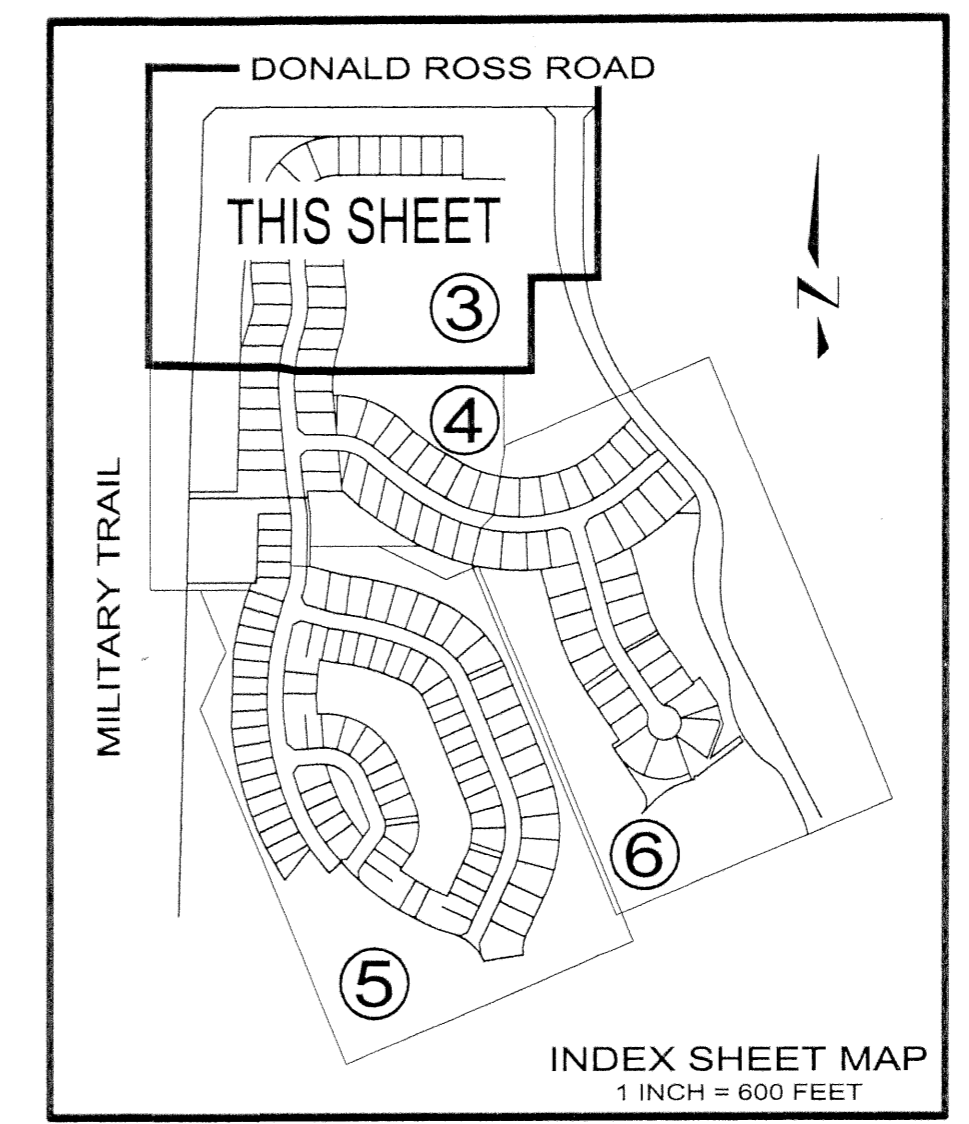 DONALD ROSS ROAD
THIS SHEET
3
4
N
MILITARY TRAIL
6
5
INDEX SHEET MAP
1 INCH = 600 FEET